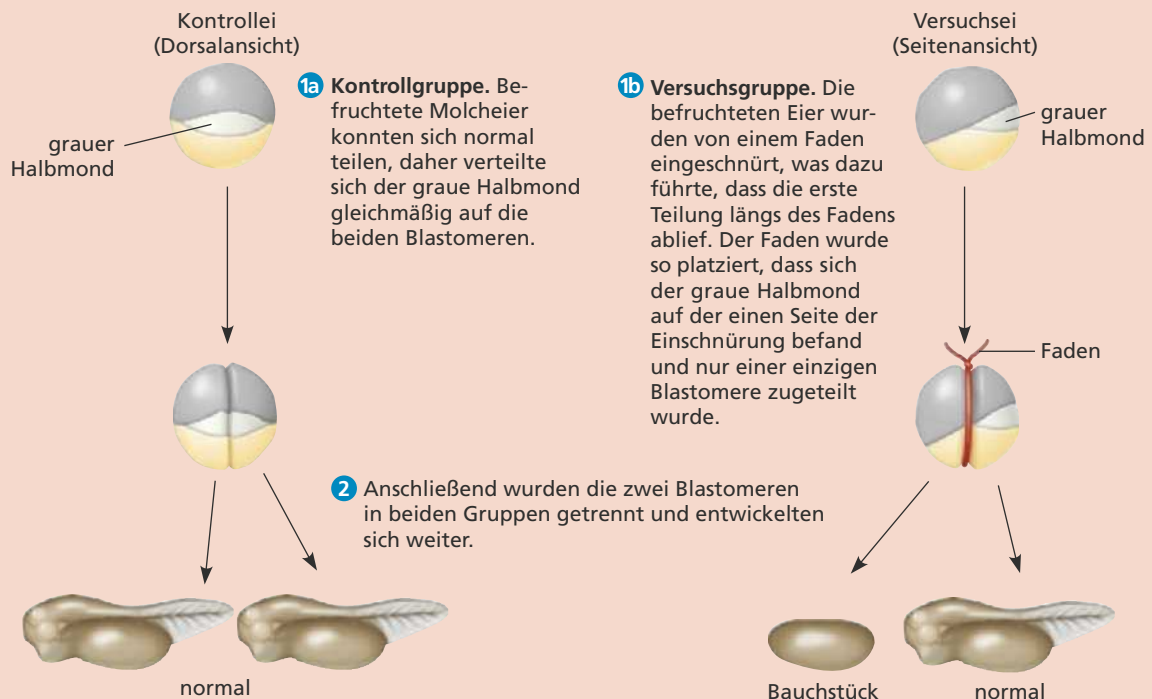 Kontrollei
(Dorsalansicht)
grauer
Halbmond
1a Kontrollgruppe. Be-
fruchtete Molcheier
konnten sich normal
teilen, daher verteilte
sich der graue Halbmond
gleichmäßig auf die
beiden Blastomeren.
Versuchsei
(Seitenansicht)
1b Versuchsgruppe. Die
befruchteten Eier wur-
den von einem Faden
eingeschnürt, was dazu
führte, dass die erste
Teilung längs des Fadens
ablief. Der Faden wurde
so platziert, dass sich
der graue Halbmond
auf der einen Seite der
Einschnürung befand
und nur einer einzigen
Blastomere zugeteilt
wurde.
grauer
Halbmond
Faden
2 Anschließend wurden die zwei Blastomeren
in beiden Gruppen getrennt und entwickelten
sich weiter.
normal
Bauchstück
normal